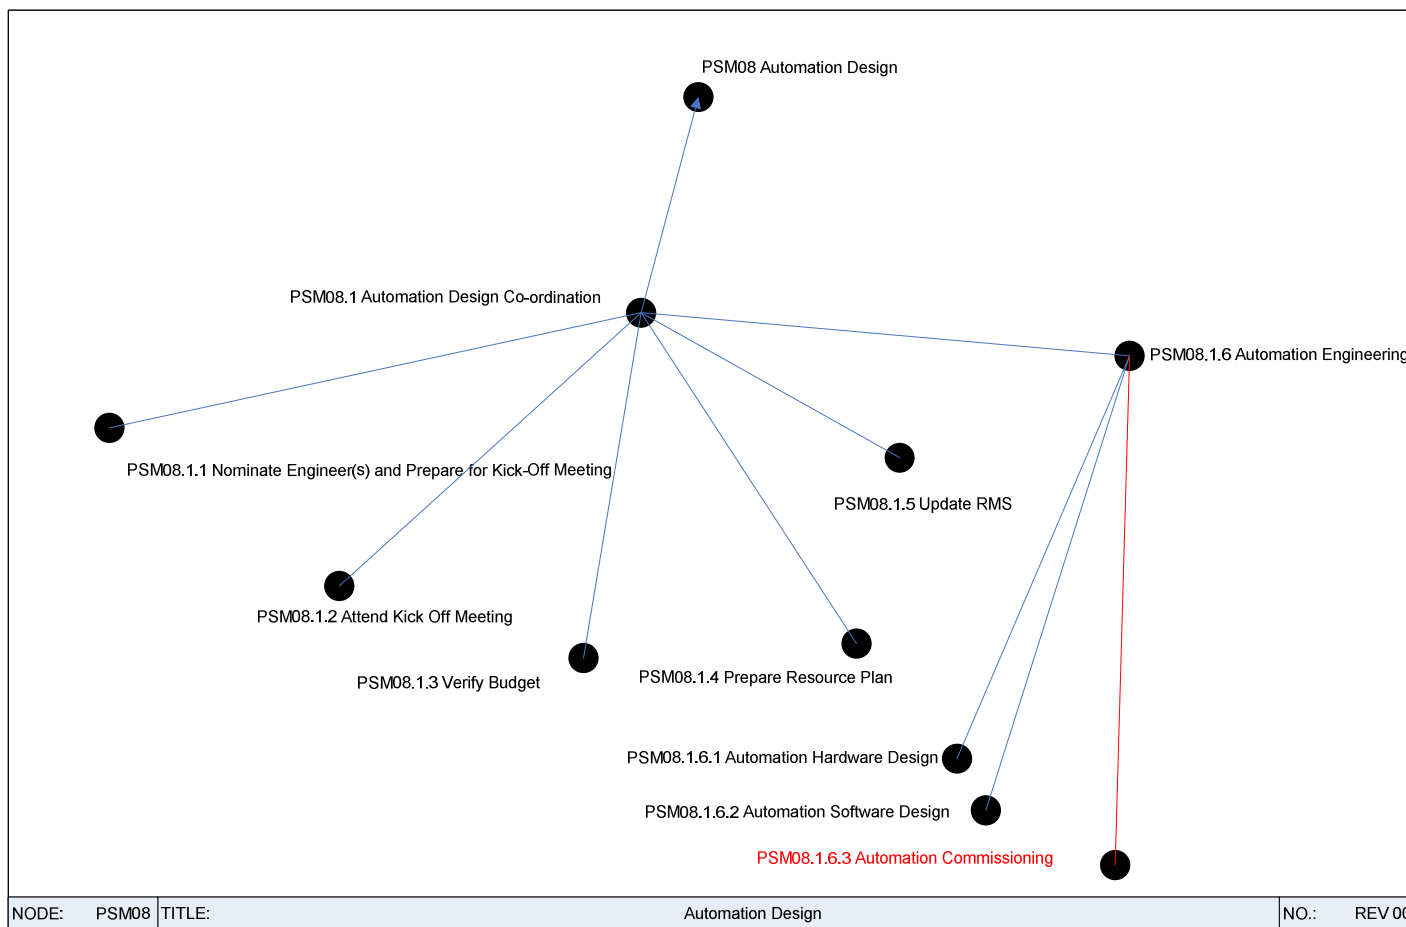 PSM08 Automation Design
PSM08.1 Automation Design Co-ordination
PSM08.1.6 Automation Engineering
PSM08.1.1 Nominate Engineer(s) and Prepare for Kick-Off Meeting
PSM08.1.5 Update RMS
PSM08.1.2 Attend Kick Off Meeting
PSM08.1.3 Verify Budget
PSM08.1.4 Prepare Resource Plan
PSM08.1.6.1 Automation Hardware Design
PSM08.1.6.2 Automation Software Design
PSM08.1.6.3 Automation Commissioning
NODE: PSM08 TITLE: Automation Design NO.: REV 00